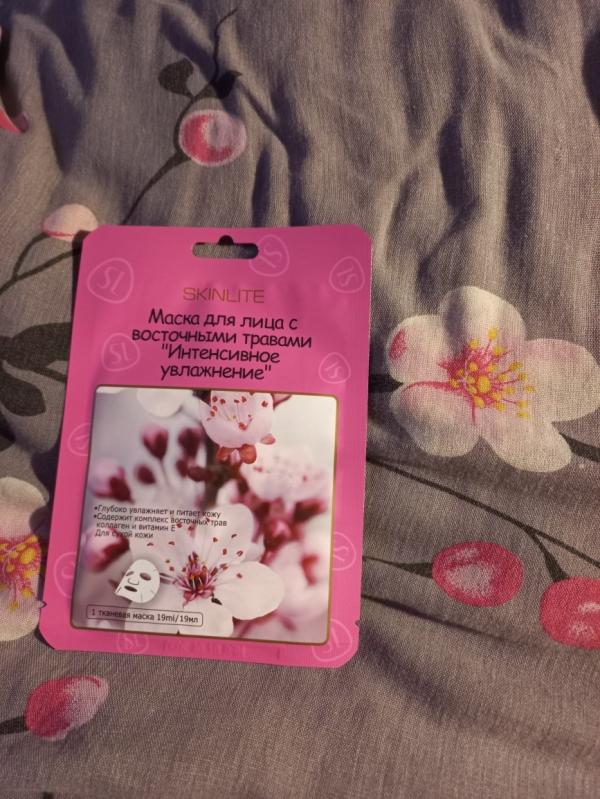 SKINLITE
Маска для лица с
восточными травами
"Интенсивное
увлажнение"
•Глубоко увлажняет и питает кожу
•Содержит комплекс восточных трав
коллаген и витамин Е
Для сухой кожи
1 тканевая маска 19ml/19мл